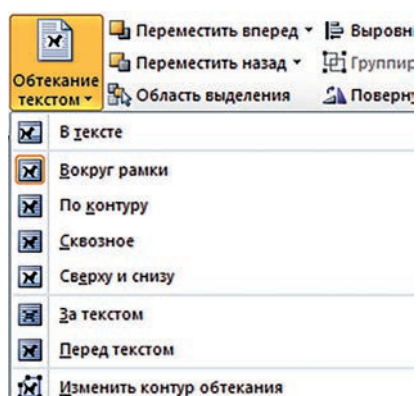 Переместить вперед
Выровн
Переместить назад
Группир
Обтекание
текстом
Область выделения
Поверну
В тексте
Вокруг рамки
По контуру
Сквозное
Сверху и снизу
За текстом
Перед текстом
Изменить контур обтекания